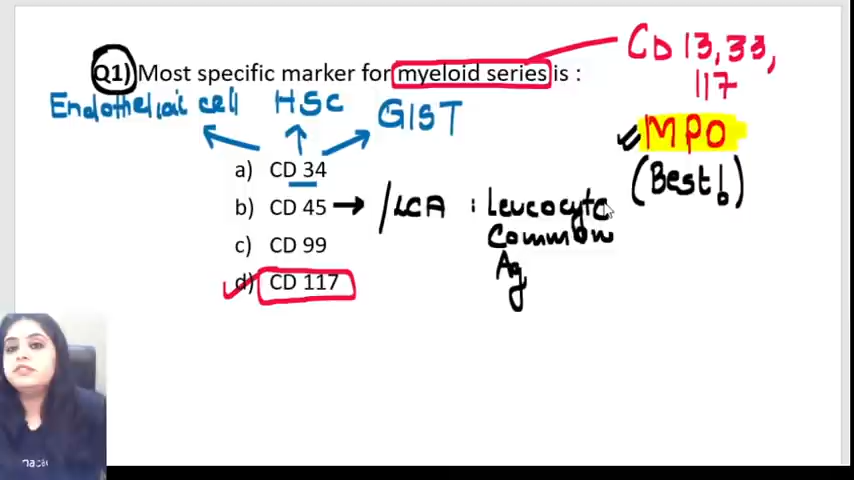 Q1) Most specific marker for myeloid series is :
CD 13, 33,
117
Endothelial cell HSC GIST
MPO
(Best!)
a) CD 34
b) CD 45 → /LCA : Leucocyte
Common
Ag
c) CD 99
d) CD 117